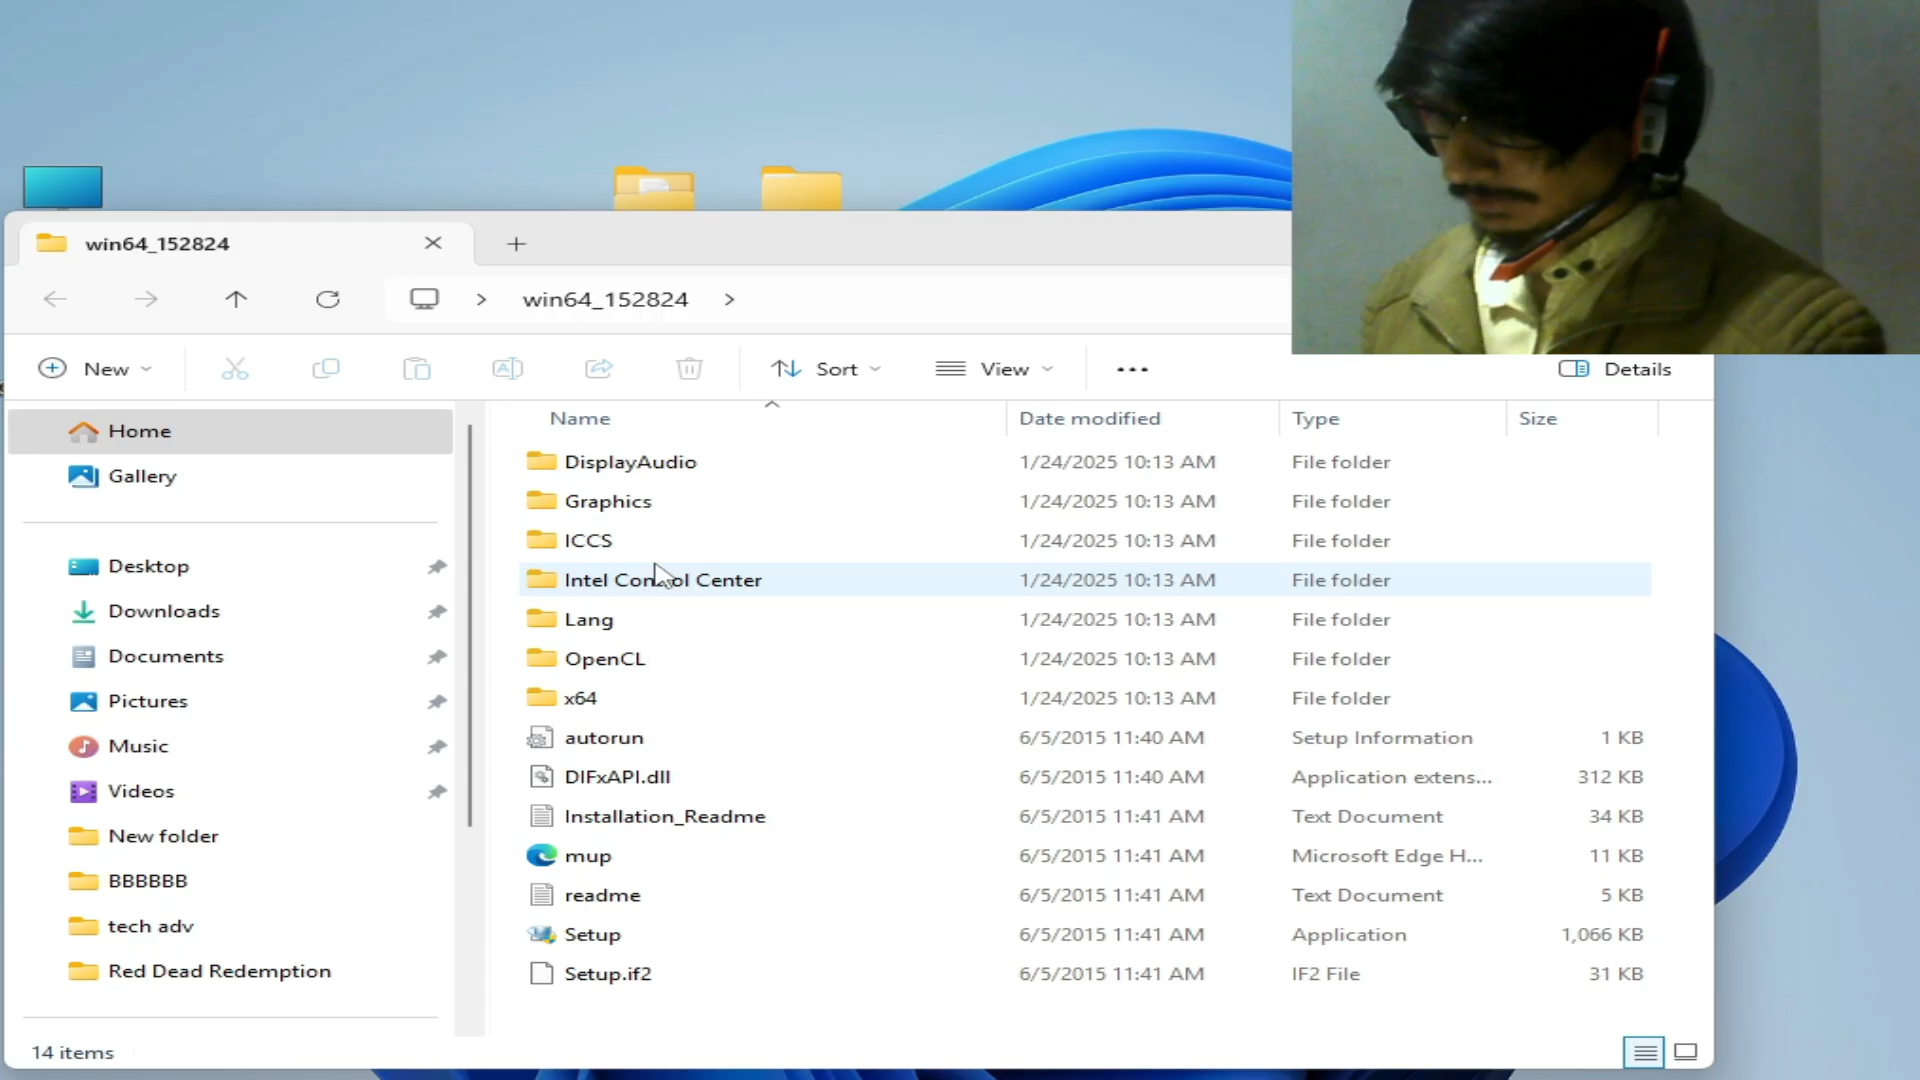 win64_152824
win64_152824
New
Sort
View
Details
Name
Date modified
Type
Size
Home
Gallery
Desktop
Downloads
Documents
Pictures
Music
Videos
New folder
BBBBBB
tech adv
Red Dead Redemption
DisplayAudio 1/24/2025 10:13 AM File folder
Graphics 1/24/2025 10:13 AM File folder
ICCS 1/24/2025 10:13 AM File folder
Intel Control Center 1/24/2025 10:13 AM File folder
Lang 1/24/2025 10:13 AM File folder
OpenCL 1/24/2025 10:13 AM File folder
x64 1/24/2025 10:13 AM File folder
autorun 6/5/2015 11:40 AM Setup Information 1 KB
DIFxAPI.dll 6/5/2015 11:40 AM Application extens... 312 KB
Installation_Readme 6/5/2015 11:41 AM Text Document 34 KB
mup 6/5/2015 11:41 AM Microsoft Edge H... 11 KB
readme 6/5/2015 11:41 AM Text Document 5 KB
Setup 6/5/2015 11:41 AM Application 1,066 KB
Setup.if2 6/5/2015 11:41 AM IF2 File 31 KB
14 items